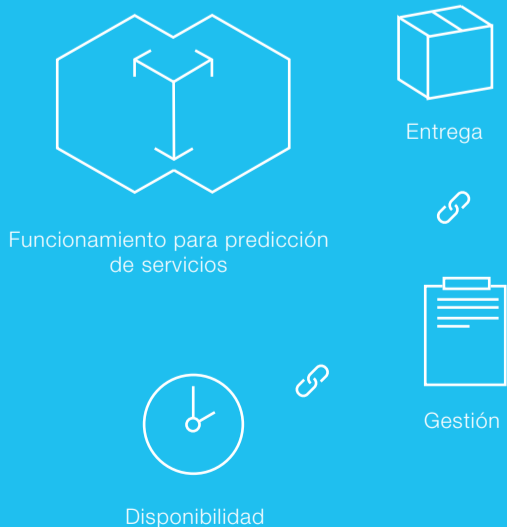 Entrega
Funcionamiento para predicción
de servicios
Gestión
Disponibilidad